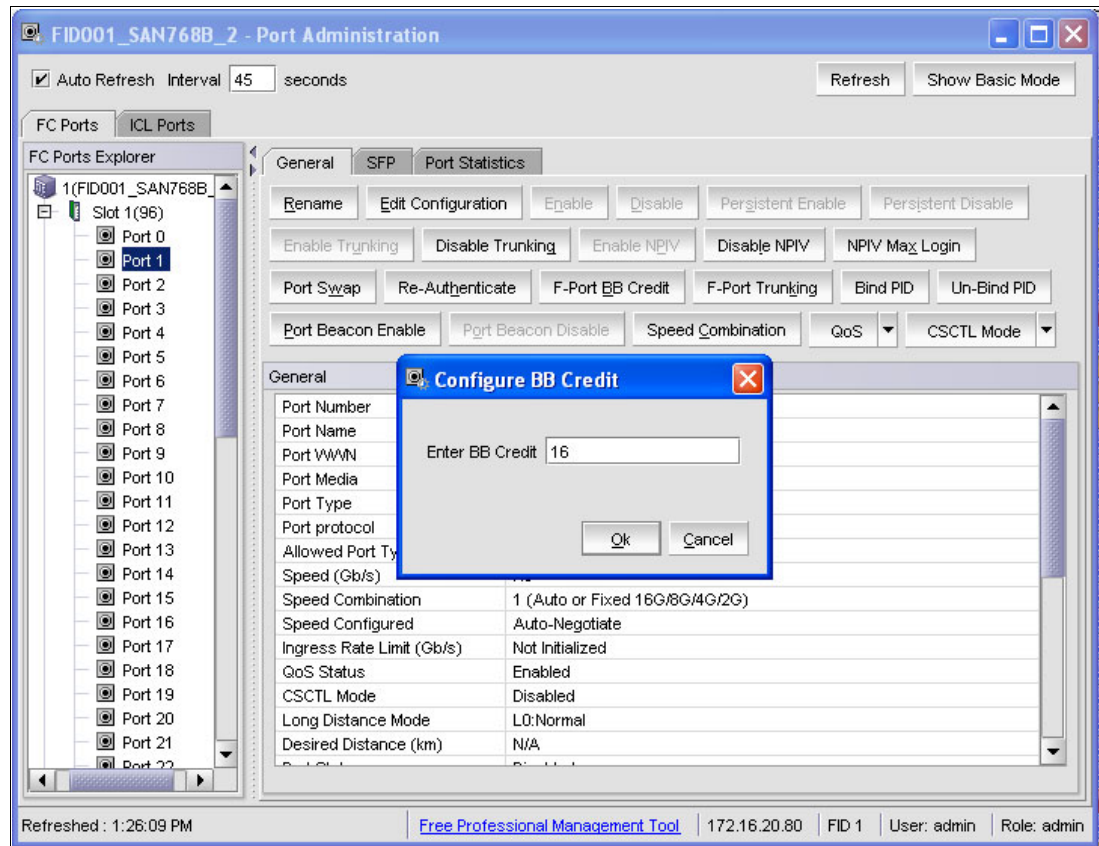 FID001_SAN768B_2 - Port Administration
Auto Refresh Interval 45 seconds
Refresh
Show Basic Mode
FC Ports
ICL Ports
FC Ports Explorer
1(FID001_SAN768B_
Slot 1(96)
Port 0
Port 1
Port 2
Port 3
Port 4
Port 5
Port 6
Port 7
Port 8
Port 9
Port 10
Port 11
Port 12
Port 13
Port 14
Port 15
Port 16
Port 17
Port 18
Port 19
Port 20
Port 21
Port 22
General
SFP
Port Statistics
Rename
Edit Configuration
Enable
Disable
Persistent Enable
Persistent Disable
Enable Trunking
Disable Trunking
Enable NPIV
Disable NPIV
NPIV Max Login
Port Swap
Re-Authenticate
F-Port BB Credit
F-Port Trunking
Bind PID
Un-Bind PID
Port Beacon Enable
Port Beacon Disable
Speed Combination
QoS
CSCTL Mode
General
Port Number
Port Name
Port WWN
Port Media
Port Type
Port protocol
Allowed Port Ty
Speed (Gb/s)
Speed Combination 1 (Auto or Fixed 16G/8G/4G/2G)
Speed Configured Auto-Negotiate
Ingress Rate Limit (Gb/s) Not Initialized
QoS Status Enabled
CSCTL Mode Disabled
Long Distance Mode L0:Normal
Desired Distance (km) N/A
Configure BB Credit
Enter BB Credit 16
Ok
Cancel
Refreshed : 1:26:09 PM
Free Professional Management Tool
172.16.20.80
FID 1
User: admin
Role: admin